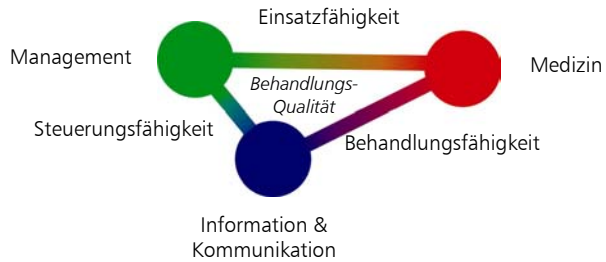 Einsatzfähigkeit
Management
Medizin
Behandlungs-
Qualität
Steuerungsfähigkeit
Behandlungsfähigkeit
Information &
Kommunikation